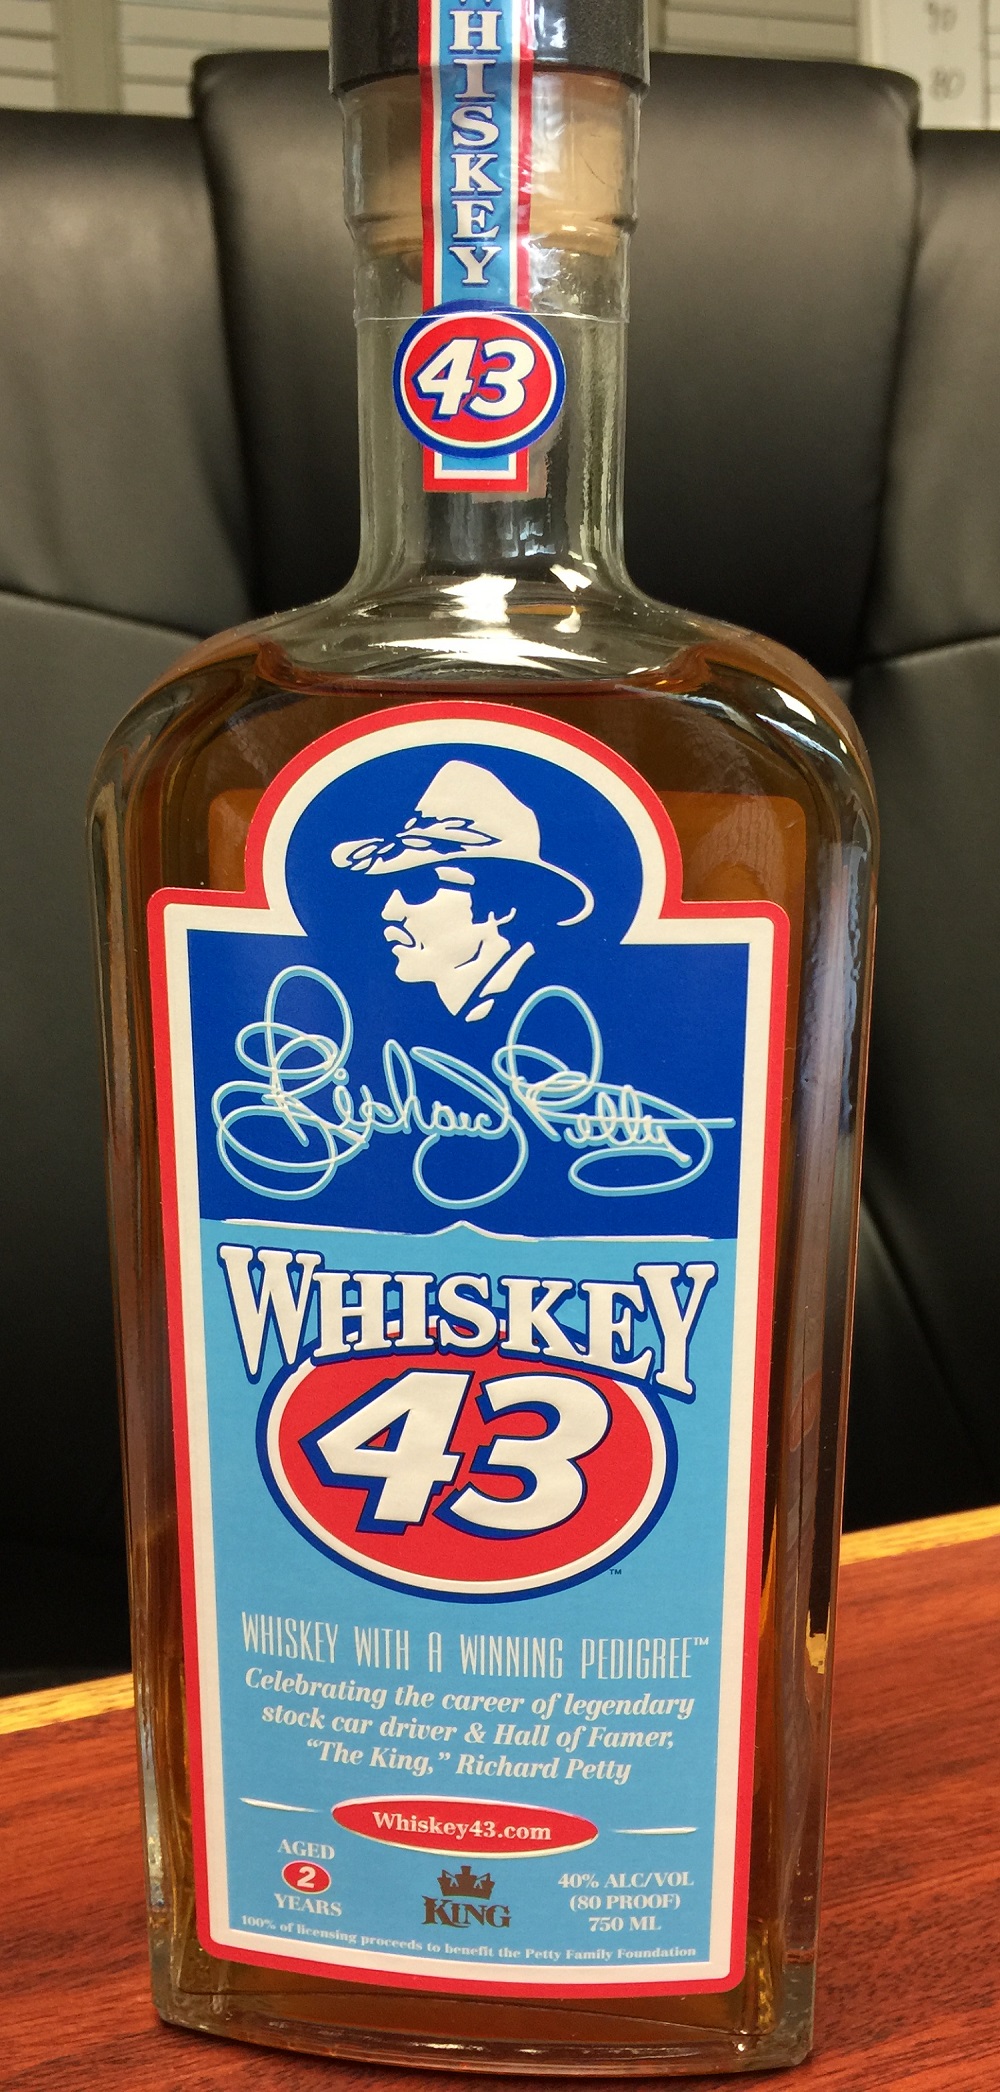 WHISKEY
43
Richard Petty
WHISKEY
43
™
WHISKEY WITH A WINNING PEDIGREE™
Celebrating the career of legendary
stock car driver & Hall of Famer,
“The King,” Richard Petty
Whiskey43.com
AGED
2
YEARS
KING
40% ALC/VOL
(80 PROOF)
750 ML
100% of licensing proceeds to benefit the Petty Family Foundation
90
80